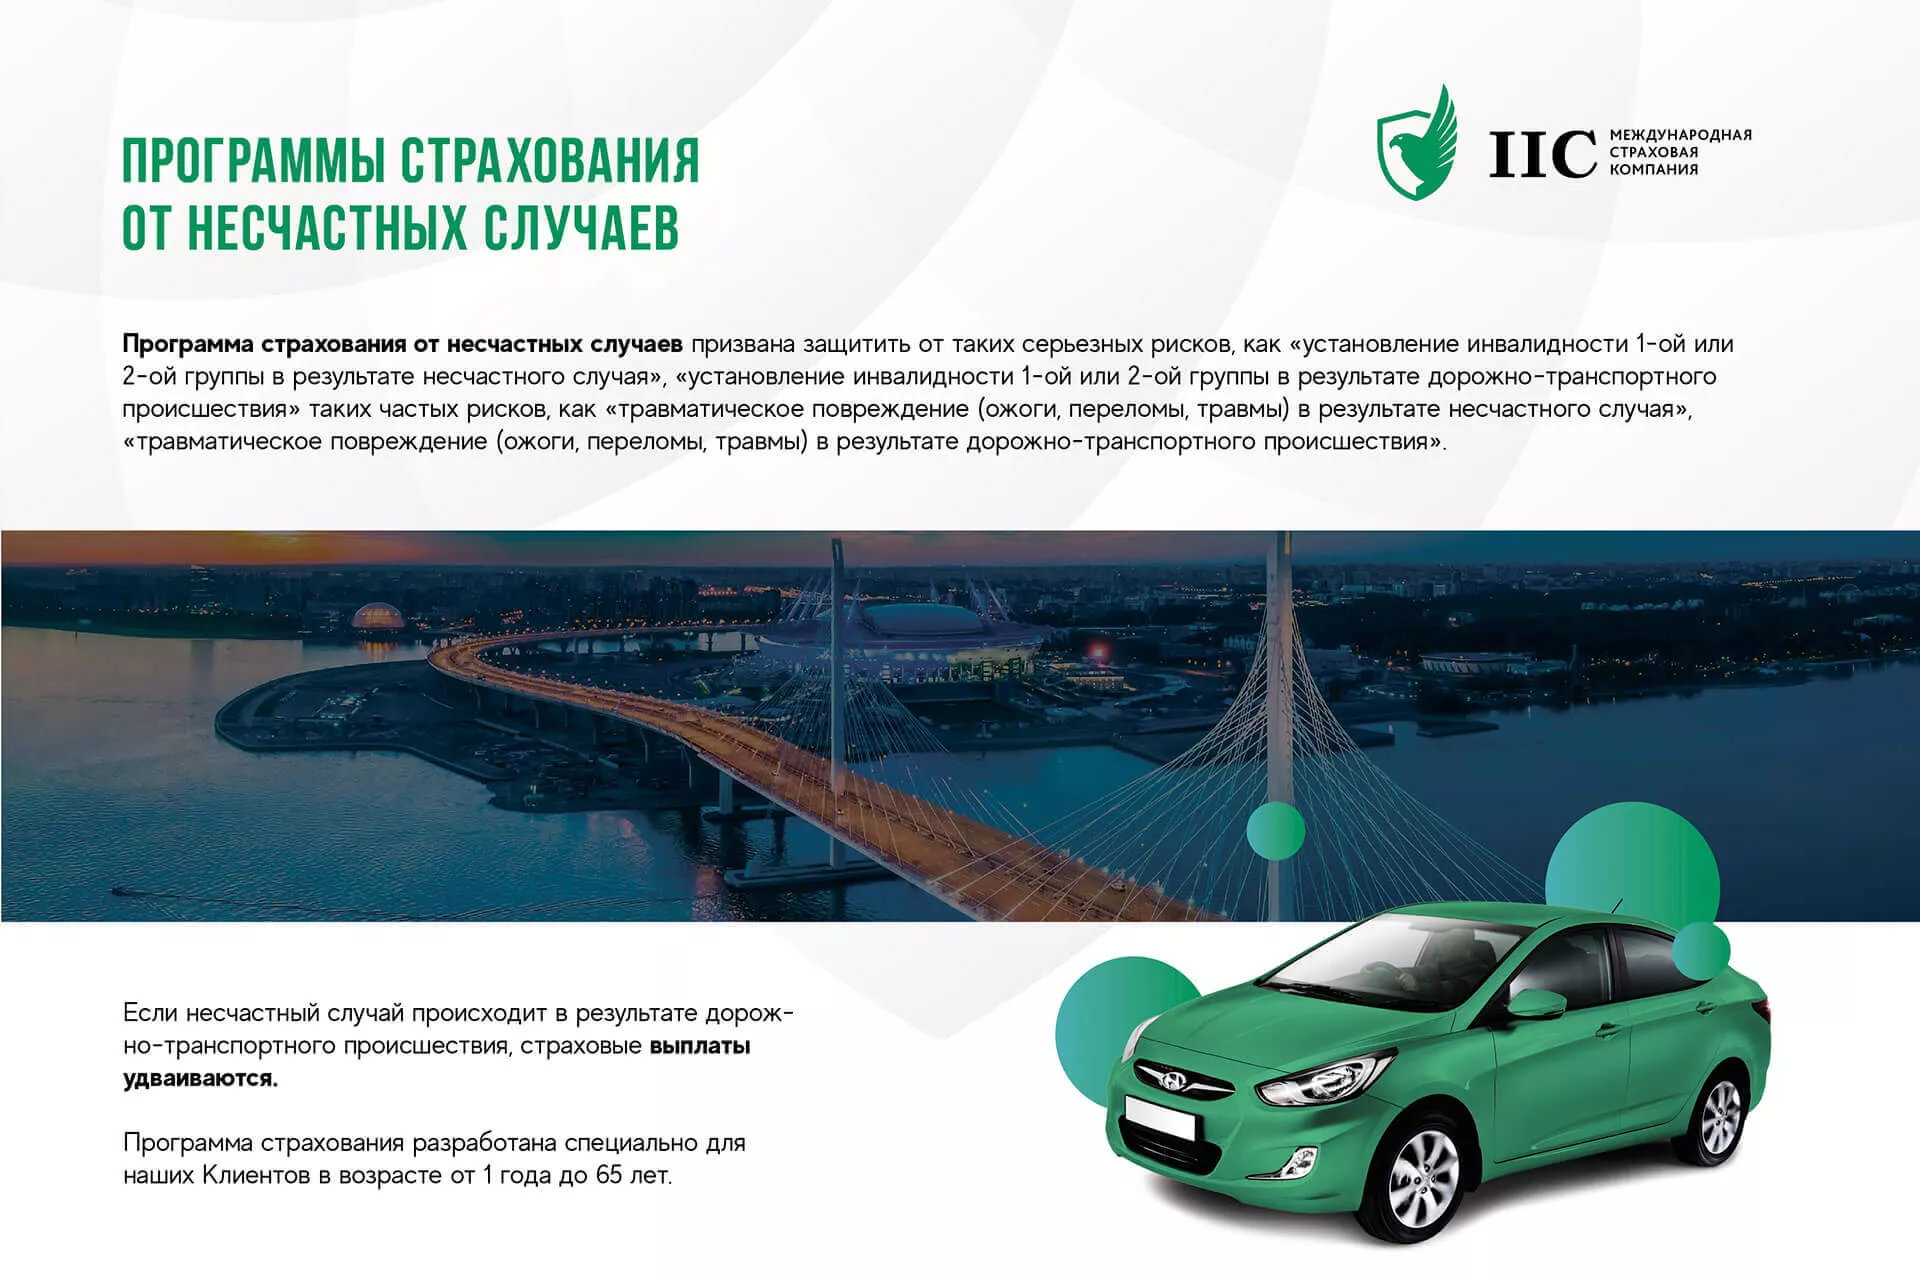 ПРОГРАММЫ СТРАХОВАНИЯ
ОТ НЕСЧАСТНЫХ СЛУЧАЕВ
IIC
МЕЖДУНАРОДНАЯ
СТРАХОВАЯ
КОМПАНИЯ
Программа страхования от несчастных случаев призвана защитить от таких серьезных рисков, как «установление инвалидности 1-ой или
2-ой группы в результате несчастного случая», «установление инвалидности 1-ой или 2-ой группы в результате дорожно-транспортного
происшествия» таких частых рисков, как «травматическое повреждение (ожоги, переломы, травмы) в результате несчастного случая»,
«травматическое повреждение (ожоги, переломы, травмы) в результате дорожно-транспортного происшествия».
Если несчастный случай происходит в результате дорож-
но-транспортного происшествия, страховые выплаты
удваиваются.
Программа страхования разработана специально для
наших Клиентов в возрасте от 1 года до 65 лет.